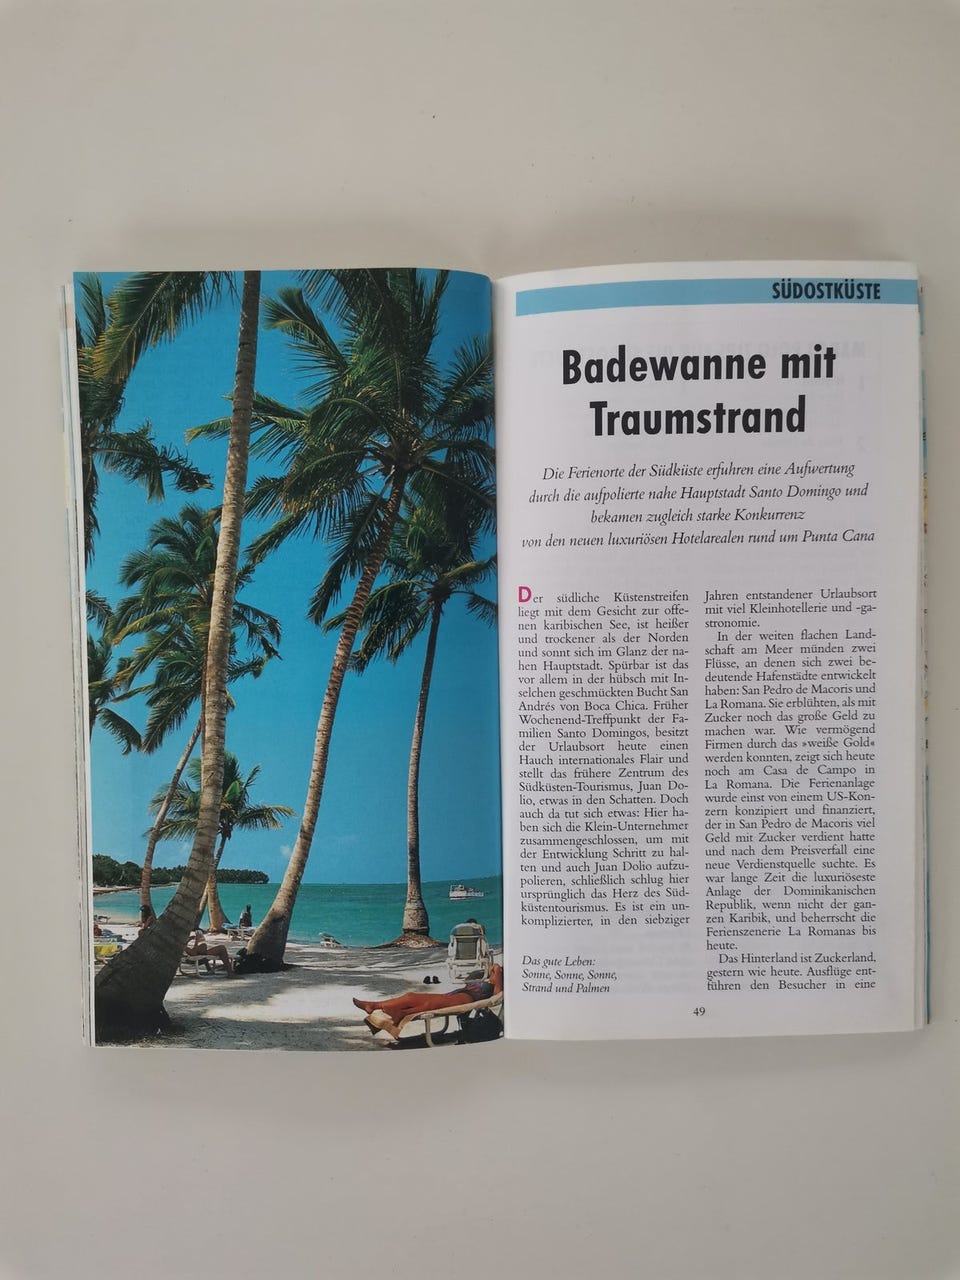 SÜDOSTKÜSTE
Badewanne mit
Traumstrand
Die Ferienorte der Südküste erfuhren eine Aufwertung
durch die aufpolierte nahe Hauptstadt Santo Domingo und
bekamen zugleich starke Konkurrenz
von den neuen luxuriösen Hotelarealen rund um Punta Cana
Der südliche Küstenstreifen
liegt mit dem Gesicht zur offe-
nen karibischen See, ist heißer
und trockener als der Norden
und sonnt sich im Glanz der na-
hen Hauptstadt. Spürbar ist das
vor allem in der hübsch mit In-
selchen geschmückten Bucht San
Andrés von Boca Chica. Früher
Wochenend-Treffpunkt der Fa-
milien Santo Domingos, besitzt
der Urlaubsort heute einen
Hauch internationales Flair und
stellt das frühere Zentrum des
Südküsten-Tourismus, Juan Do-
lio, etwas in den Schatten. Doch
auch da tut sich etwas: Hier ha-
ben sich die Klein-Unternehmer
zusammengeschlossen, um mit
der Entwicklung Schritt zu hal-
ten und auch Juan Dolio aufzu-
polieren, schließlich schlug hier
ursprünglich das Herz des Süd-
küstentourismus. Es ist ein un-
komplizierter, in den siebziger
Das gute Leben:
Sonne, Sonne, Sonne,
Strand und Palmen
Jahren entstandener Urlaubsort
mit viel Kleinhotellerie und -ga-
stronomie.
In der weiten flachen Land-
schaft am Meer münden zwei
Flüsse, an denen sich zwei be-
deutende Hafenstädte entwickelt
haben: San Pedro de Macoris und
La Romana. Sie erblühten, als mit
Zucker noch das große Geld zu
machen war. Wie vermögend
Firmen durch das »weiße Gold«
werden konnten, zeigt sich heute
noch am Casa de Campo in
La Romana. Die Ferienanlage
wurde einst von einem US-Kon-
zern konzipiert und finanziert,
der in San Pedro de Macoris viel
Geld mit Zucker verdient hatte
und nach dem Preisverfall eine
neue Verdienstquelle suchte. Es
war lange Zeit die luxuriöseste
Anlage der Dominikanischen
Republik, wenn nicht der gan-
zen Karibik, und beherrscht die
Ferienszenerie La Romanas bis
heute.
Das Hinterland ist Zuckerland,
gestern wie heute. Ausflüge ent-
führen den Besucher in eine
49